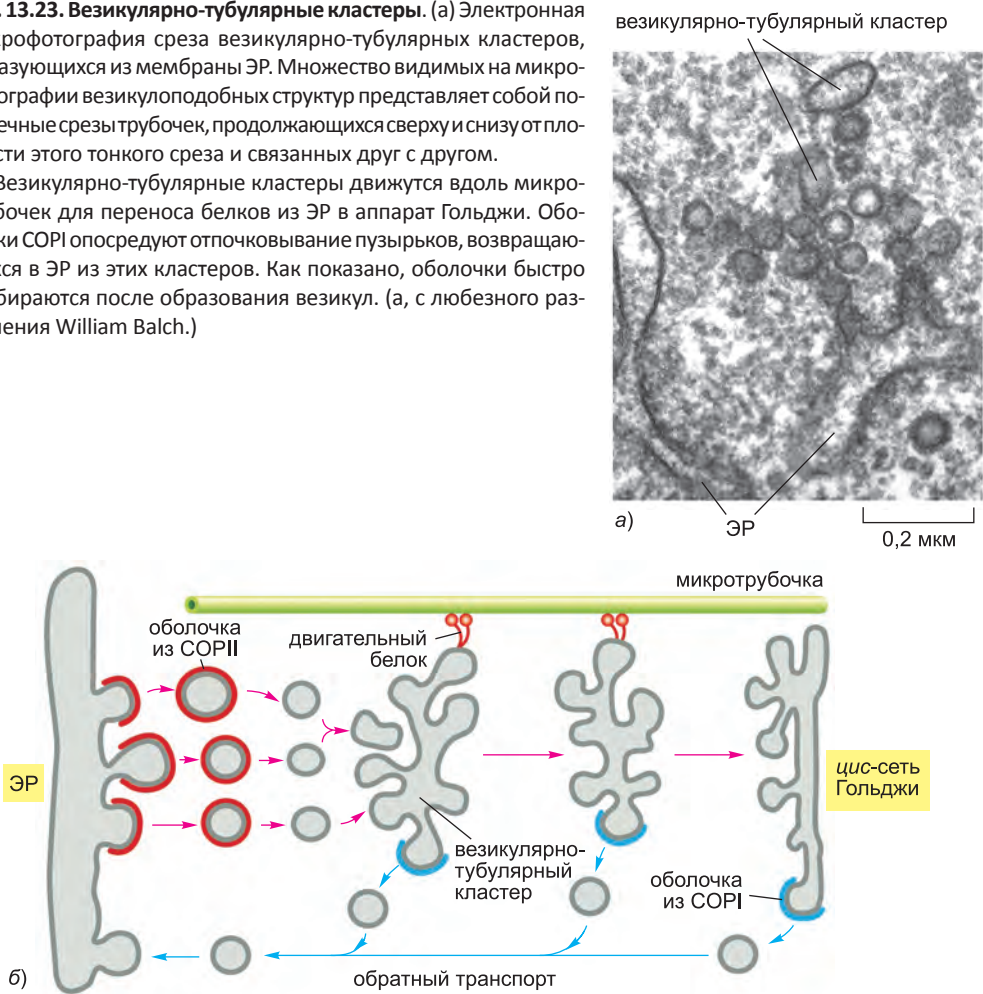 . 13.23. Везикулярно-тубулярные кластеры. (а) Электронная
крофотография среза везикулярно-тубулярных кластеров,
азующихся из мембраны ЭР. Множество видимых на микро-
ографии везикулоподобных структур представляет собой по-
ечные срезы трубочек, продолжающихся сверху и снизу от пло-
сти этого тонкого среза и связанных друг с другом.
Везикулярно-тубулярные кластеры движутся вдоль микро-
бочек для переноса белков из ЭР в аппарат Гольджи. Обо-
ки COPI опосредуют отпочковывание пузырьков, возвращаю-
ся в ЭР из этих кластеров. Как показано, оболочки быстро
бираются после образования везикул. (а, с любезного раз-
ения William Balch.)
везикулярно-тубулярный кластер
ЭР
а)
0,2 мкм
микротрубочка
оболочка
из COPII
двигательный
белок
ЭР
цис-сеть
Гольджи
везикулярно-
тубулярный
кластер
оболочка
из COPI
обратный транспорт
б)